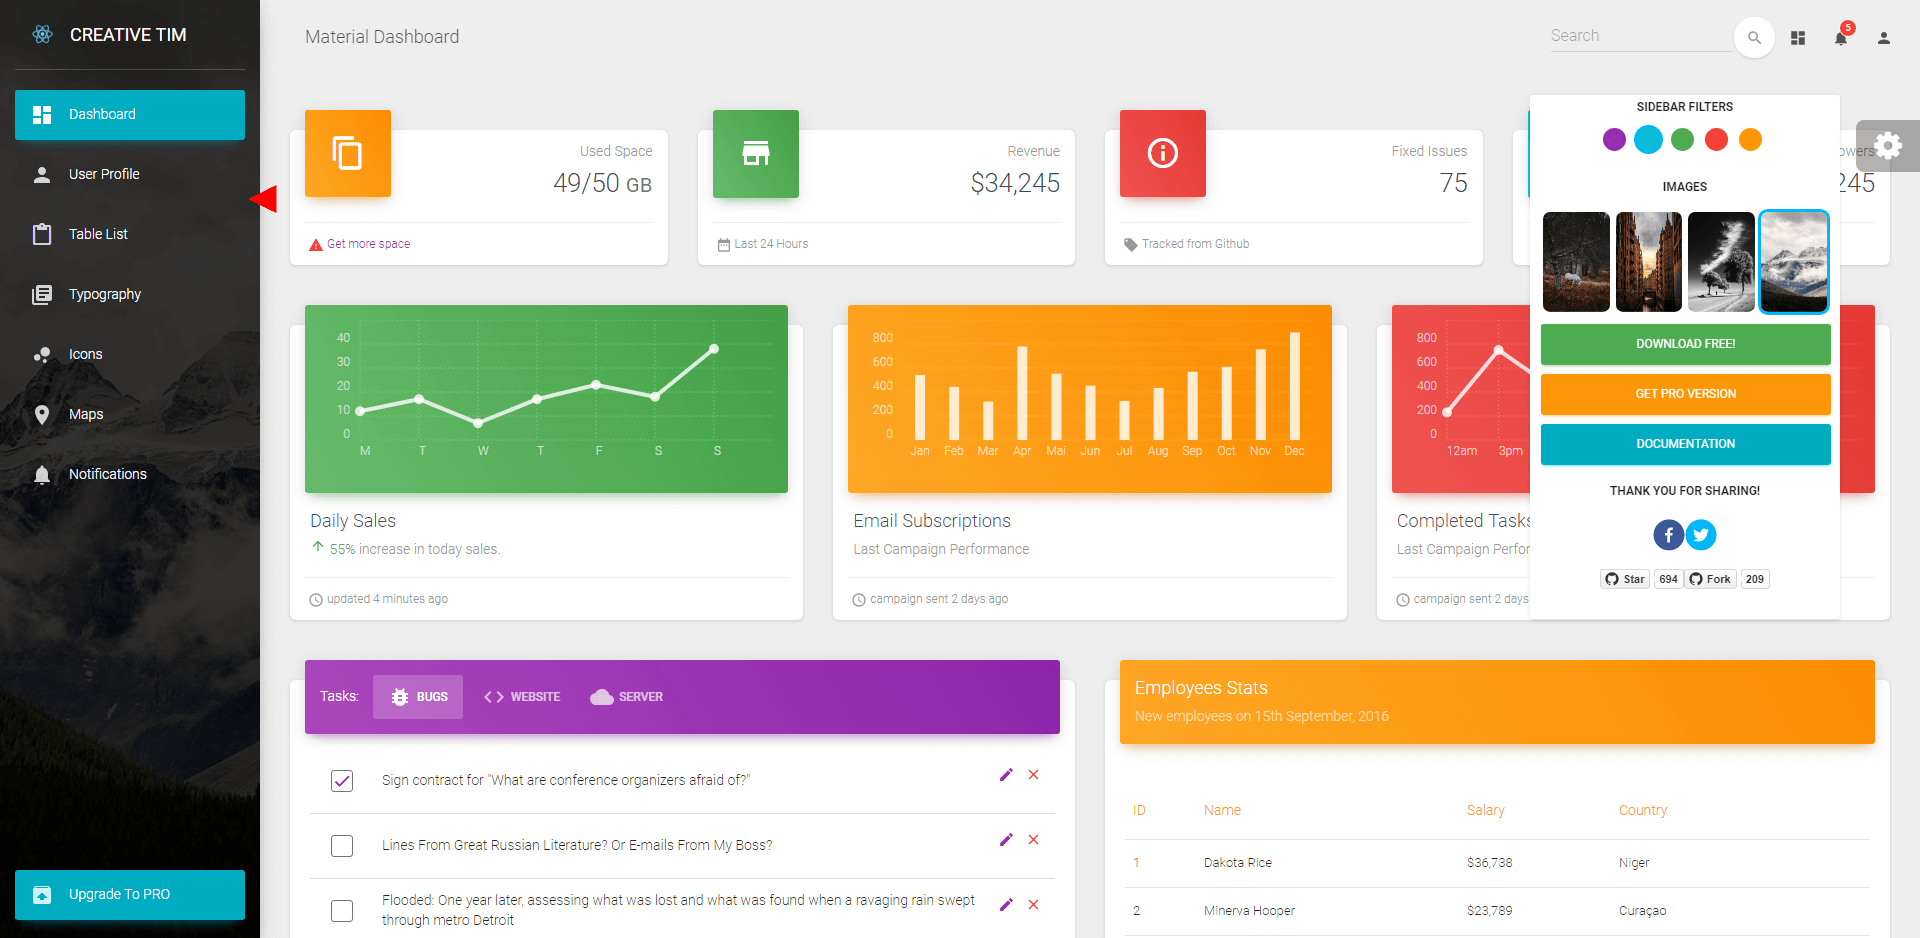 CREATIVE TIM
Dashboard
User Profile
Table List
Typography
Icons
Maps
Notifications
Upgrade To PRO
Material Dashboard
Search
5
Used Space
49/50 GB
Get more space
Revenue
$34,245
Last 24 Hours
Fixed Issues
75
Tracked from Github
owers
245
SIDEBAR FILTERS
IMAGES
DOWNLOAD FREE!
GET PRO VERSION
DOCUMENTATION
THANK YOU FOR SHARING!
Star 694 Fork 209
40
30
20
10
0
M T W T F S S
Daily Sales
55% increase in today sales.
updated 4 minutes ago
800
600
400
200
0
Jan Feb Mar Apr Mai Jun Jul Aug Sep Oct Nov Dec
Email Subscriptions
Last Campaign Performance
campaign sent 2 days ago
800
600
400
200
0
12am 3pm
Completed Tasks
Last Campaign Perfor
campaign sent 2 days
Tasks: BUGS WEBSITE SERVER
Sign contract for "What are conference organizers afraid of?"
Lines From Great Russian Literature? Or E-mails From My Boss?
Flooded: One year later, assessing what was lost and what was found when a ravaging rain swept
through metro Detroit
Employees Stats
New employees on 15th September, 2016
ID Name Salary Country
1 Dakota Rice $36,738 Niger
2 Minerva Hooper $23,789 Curaçao